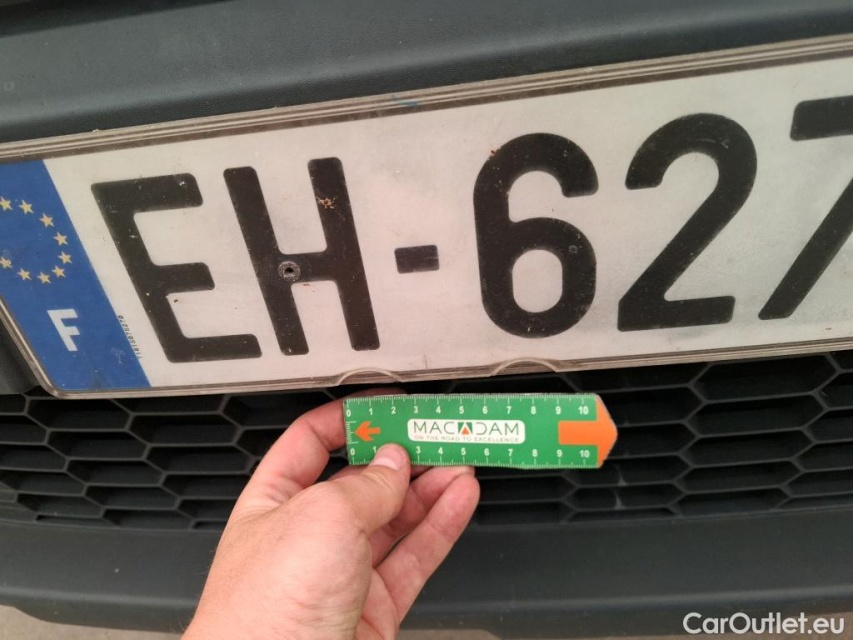 F
EH-627
0 1 2 3 4 5 6 7 8 9 10
MACADAM
ON THE ROAD TO EXCELLENCE
0 1 3 4 5 6 7 8 9 10
CarOutlet.eu